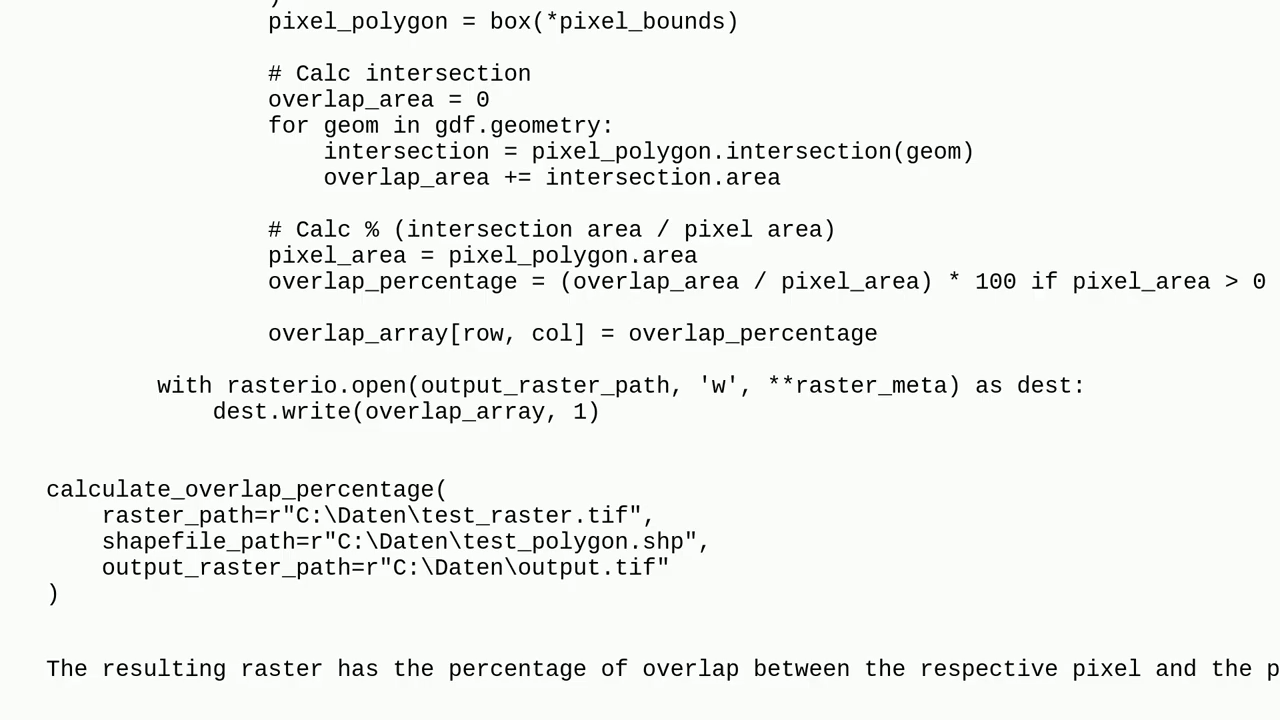 )
pixel_polygon = box(*pixel_bounds)
# Calc intersection
overlap_area = 0
for geom in gdf.geometry:
intersection = pixel_polygon.intersection(geom)
overlap_area += intersection.area
# Calc % (intersection area / pixel area)
pixel_area = pixel_polygon.area
overlap_percentage = (overlap_area / pixel_area) * 100 if pixel_area > 0
overlap_array[row, col] = overlap_percentage
with rasterio.open(output_raster_path, 'w', **raster_meta) as dest:
dest.write(overlap_array, 1)
calculate_overlap_percentage(
raster_path=r"C:\Daten\test_raster.tif",
shapefile_path=r"C:\Daten\test_polygon.shp",
output_raster_path=r"C:\Daten\output.tif"
)
The resulting raster has the percentage of overlap between the respective pixel and the p